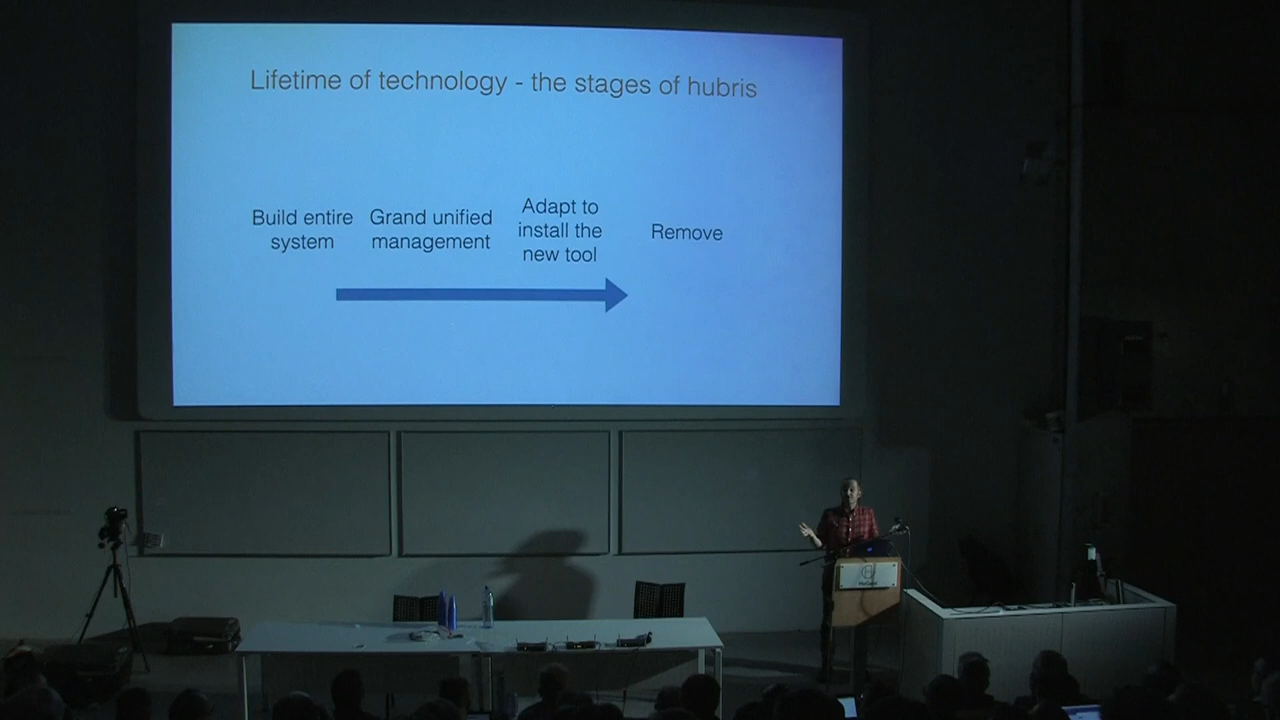 Lifetime of technology - the stages of hubris
Build entire
system
Grand unified
management
Adapt to
install the
new tool
Remove